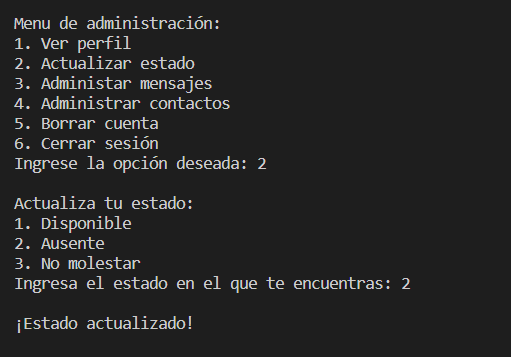 Menu de administración:
1. Ver perfil
2. Actualizar estado
3. Administar mensajes
4. Administrar contactos
5. Borrar cuenta
6. Cerrar sesión
Ingrese la opción deseada: 2
Actualiza tu estado:
1. Disponible
2. Ausente
3. No molestar
Ingresa el estado en el que te encuentras: 2
¡Estado actualizado!